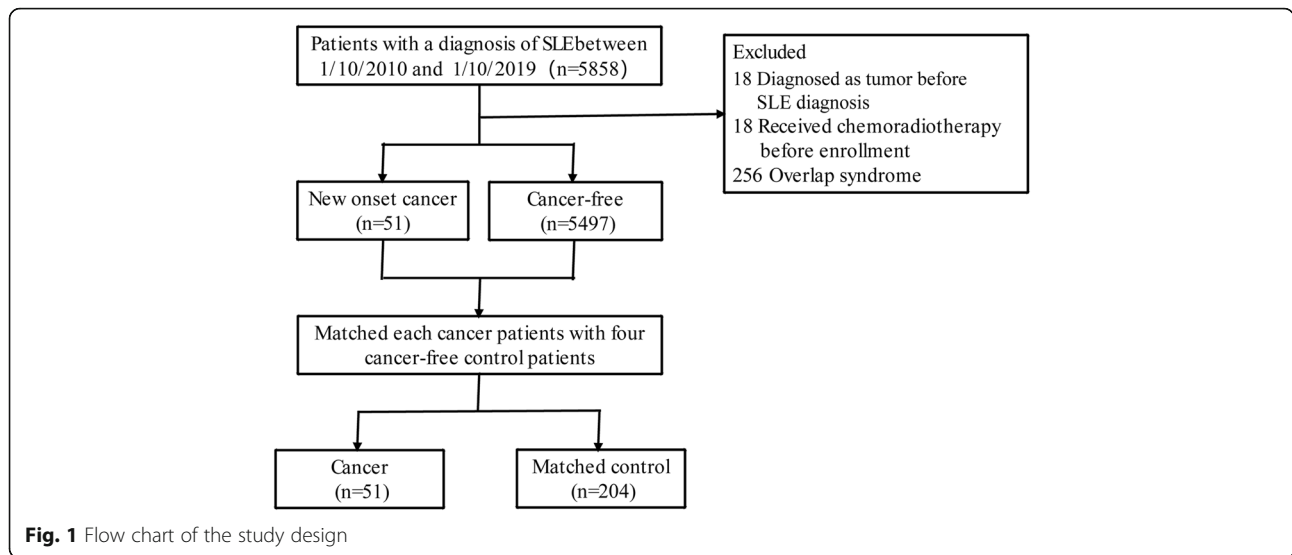 Patients with a diagnosis of SLEbetween
1/10/2010 and 1/10/2019 (n=5858)
Excluded
18 Diagnosed as tumor before
SLE diagnosis
18 Received chemoradiotherapy
before enrollment
256 Overlap syndrome
New onset cancer
(n=51)
Cancer-free
(n=5497)
Matched each cancer patients with four
cancer-free control patients
Cancer
(n=51)
Matched control
(n=204)
Fig. 1 Flow chart of the study design